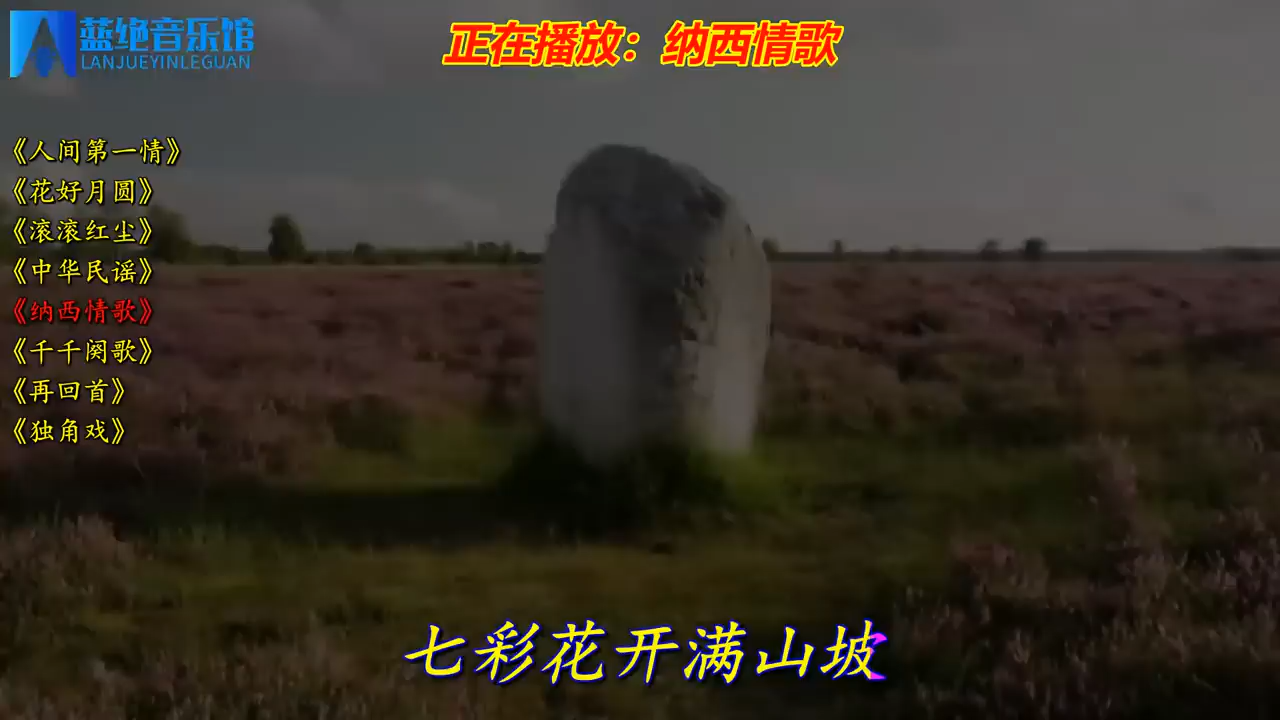 蓝绝音乐馆
LANJUEYINLEGUAN
正在播放：纳西情歌
《人间第一情》
《花好月圆》
《滚滚红尘》
《中华民谣》
《纳西情歌》
《千千阕歌》
《再回首》
《独角戏》
七彩花开满山坡